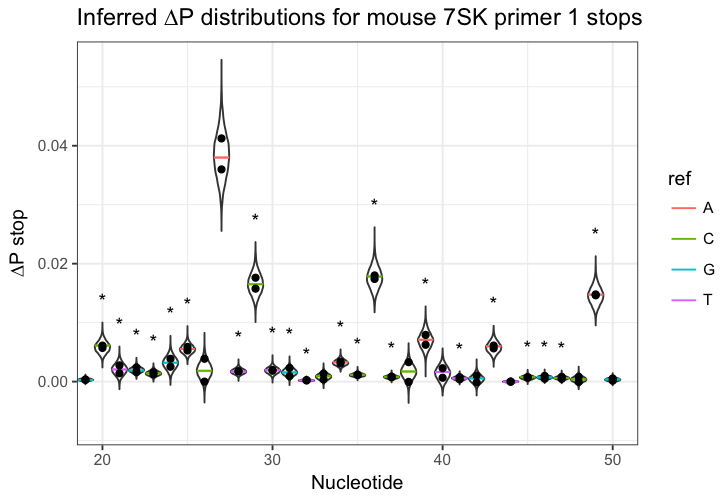 Inferred ΔP distributions for mouse 7SK primer 1 stops
ΔP stop
0.04
0.02
0.00
* * * * * * * * * * * * * * * * * * * * * *
20 30 40 50
Nucleotide
ref
A
C
G
T